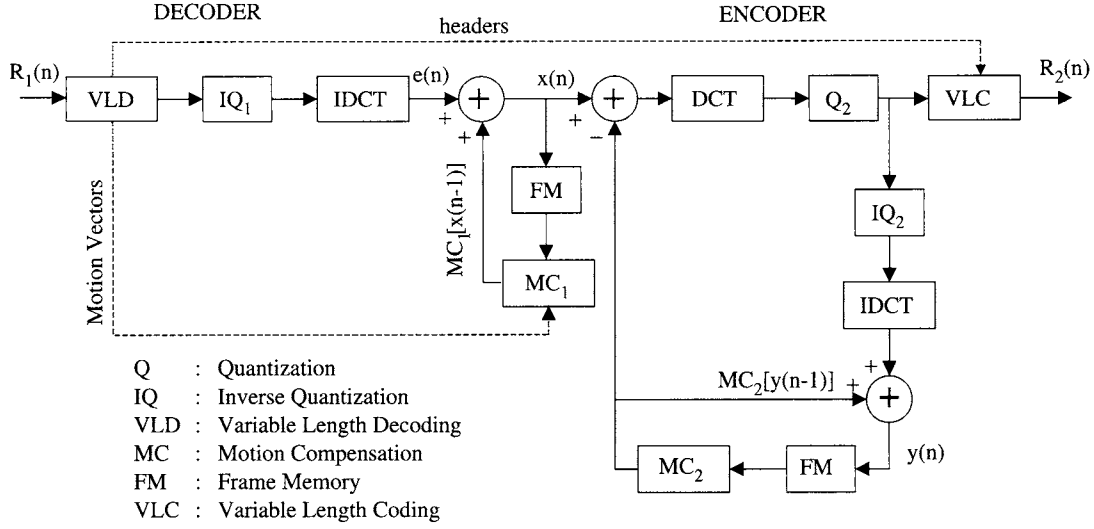 DECODER
ENCODER
headers
R₁(n)
VLD
IQ₁
IDCT
e(n)
+
+
+
x(n)
+
+
−
DCT
Q₂
VLC
R₂(n)
Motion Vectors
MC₁[x(n-1)]
FM
MC₁
IQ₂
IDCT
MC₂[y(n-1)]
+
+
+
y(n)
FM
MC₂
Q : Quantization
IQ : Inverse Quantization
VLD : Variable Length Decoding
MC : Motion Compensation
FM : Frame Memory
VLC : Variable Length Coding